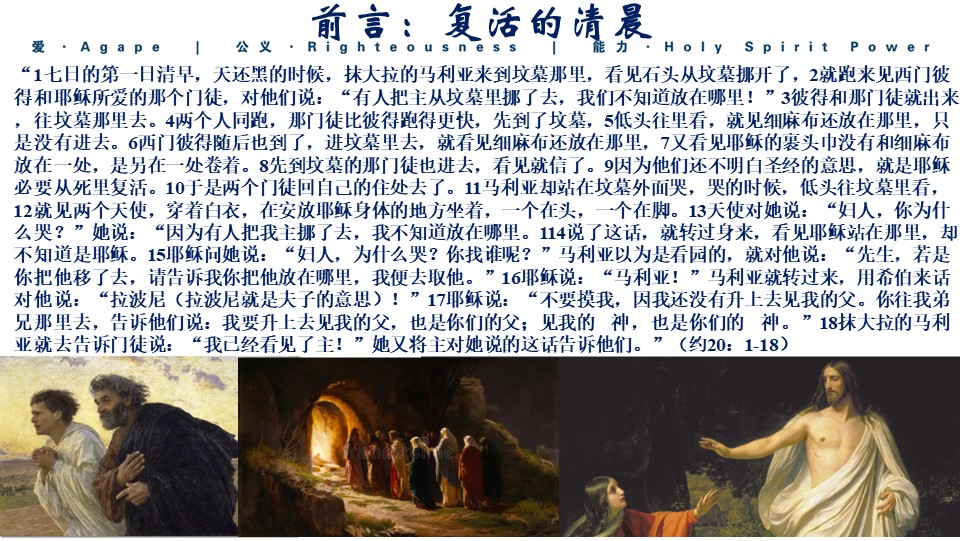 前言：复活的清晨
爱 · Agape | 公义 · Righteousness | 能力 · Holy Spirit Power
“1七日的第一日清早，天还黑的时候，抹大拉的马利亚来到坟墓那里，看见石头从坟墓挪开了，2就跑来见西门彼
得和耶稣所爱的那个门徒，对他们说：“有人把主从坟墓里挪了去，我们不知道放在哪里！”3彼得和那门徒就出来
，往坟墓那里去。4两个人同跑，那门徒比彼得跑得更快，先到了坟墓，5低头往里看，就见细麻布还放在那里，只
是没有进去。6西门彼得随后也到了，进坟墓里去，就看见细麻布还放在那里，7又看见耶稣的裹头巾没有和细麻布
放在一处，是另在一处卷着。8先到坟墓的那门徒也进去，看见就信了。9因为他们还不明白圣经的意思，就是耶稣
必要从死里复活。10于是两个门徒回自己的住处去了。11马利亚却站在坟墓外面哭，哭的时候，低头往坟墓里看，
12就见两个天使，穿着白衣，在安放耶稣身体的地方坐着，一个在头，一个在脚。13天使对她说：“妇人，你为什
么哭？”她说：“因为有人把我主挪了去，我不知道放在哪里。114说了这话，就转过身来，看见耶稣站在那里，却
不知道是耶稣。15耶稣问她说：“妇人，为什么哭？你找谁呢？”马利亚以为是看园的，就对他说：“先生，若是
你把他移了去，请告诉我你把他放在哪里，我便去取他。”16耶稣说：“马利亚！”马利亚就转过来，用希伯来话
对他说：“拉波尼（拉波尼就是夫子的意思）！”17耶稣说：“不要摸我，因我还没有升上去见我的父。你往我弟
兄那里去，告诉他们说：我要升上去见我的父，也是你们的父；见我的　神，也是你们的　神。”18抹大拉的马利
亚就去告诉门徒说：“我已经看见了主！”她又将主对她说的这话告诉他们。”（约20：1-18）